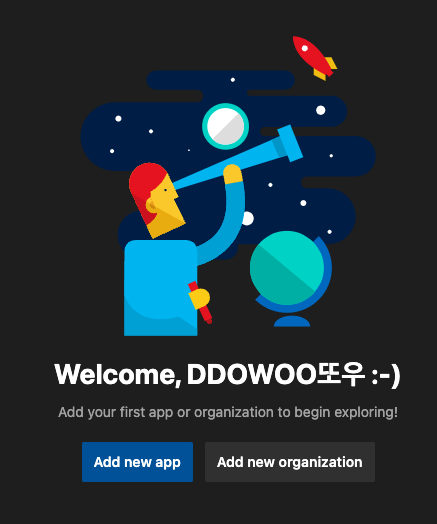 Welcome, DDOWOO또우 :-)
Add your first app or organization to begin exploring!
Add new app Add new organization